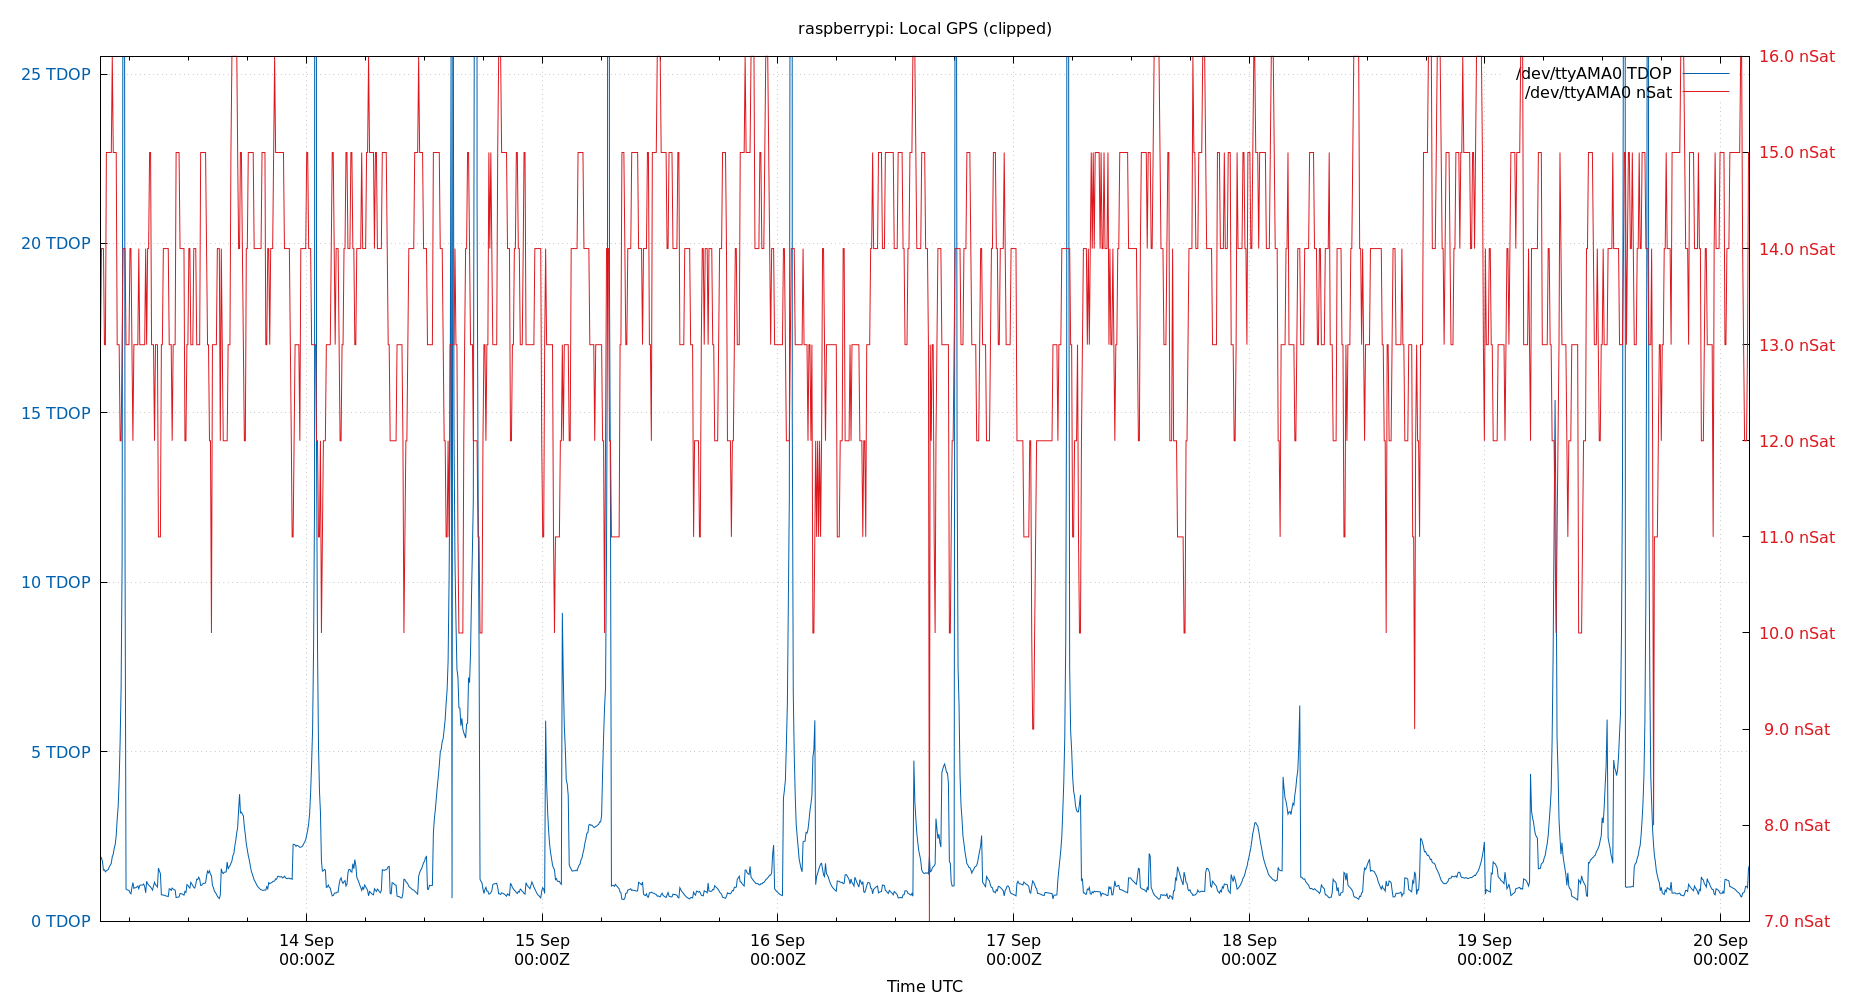 raspberrypi: Local GPS (clipped)
25 TDOP
20 TDOP
15 TDOP
10 TDOP
5 TDOP
0 TDOP
16.0 nSat
15.0 nSat
14.0 nSat
13.0 nSat
12.0 nSat
11.0 nSat
10.0 nSat
9.0 nSat
8.0 nSat
7.0 nSat
/dev/ttyAMA0 TDOP
/dev/ttyAMA0 nSat
14 Sep
00:00Z
15 Sep
00:00Z
16 Sep
00:00Z
17 Sep
00:00Z
18 Sep
00:00Z
19 Sep
00:00Z
20 Sep
00:00Z
Time UTC